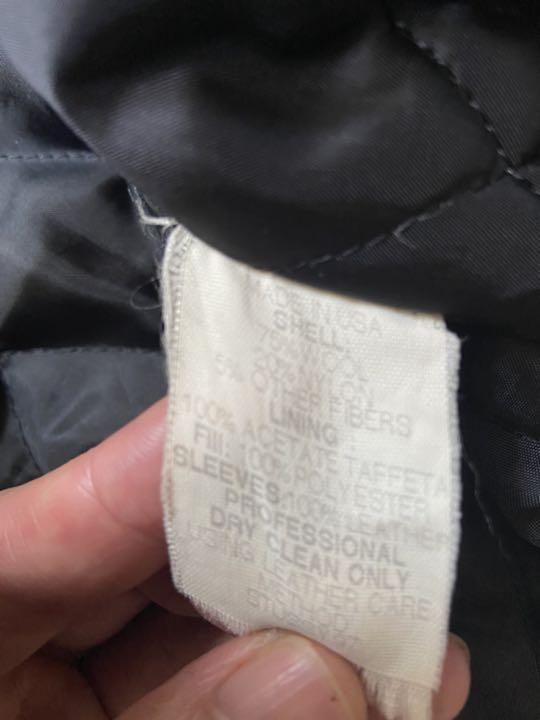 MADE IN USA
SHELL
75% WOOL
20% NYLON
5% OTHER FIBERS
LINING
100% ACETATE TAFFETA
FILL 100% POLYESTER
SLEEVES 100% LEATHER
PROFESSIONAL
DRY CLEAN ONLY
USING LEATHER CARE
METHOD